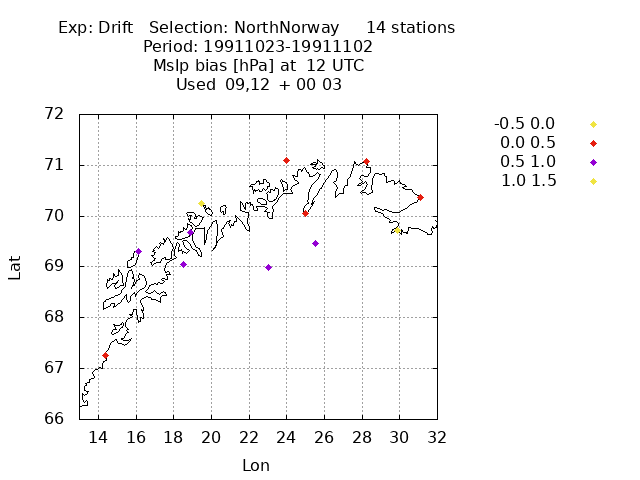 Exp: Drift Selection: NorthNorway 14 stations
Period: 19911023-19911102
Mslp bias [hPa] at 12 UTC
Used 09,12 + 00 03
-0.5 0.0
0.0 0.5
0.5 1.0
1.0 1.5
72
71
70
69
68
67
66
Lat
14 16 18 20 22 24 26 28 30 32
Lon